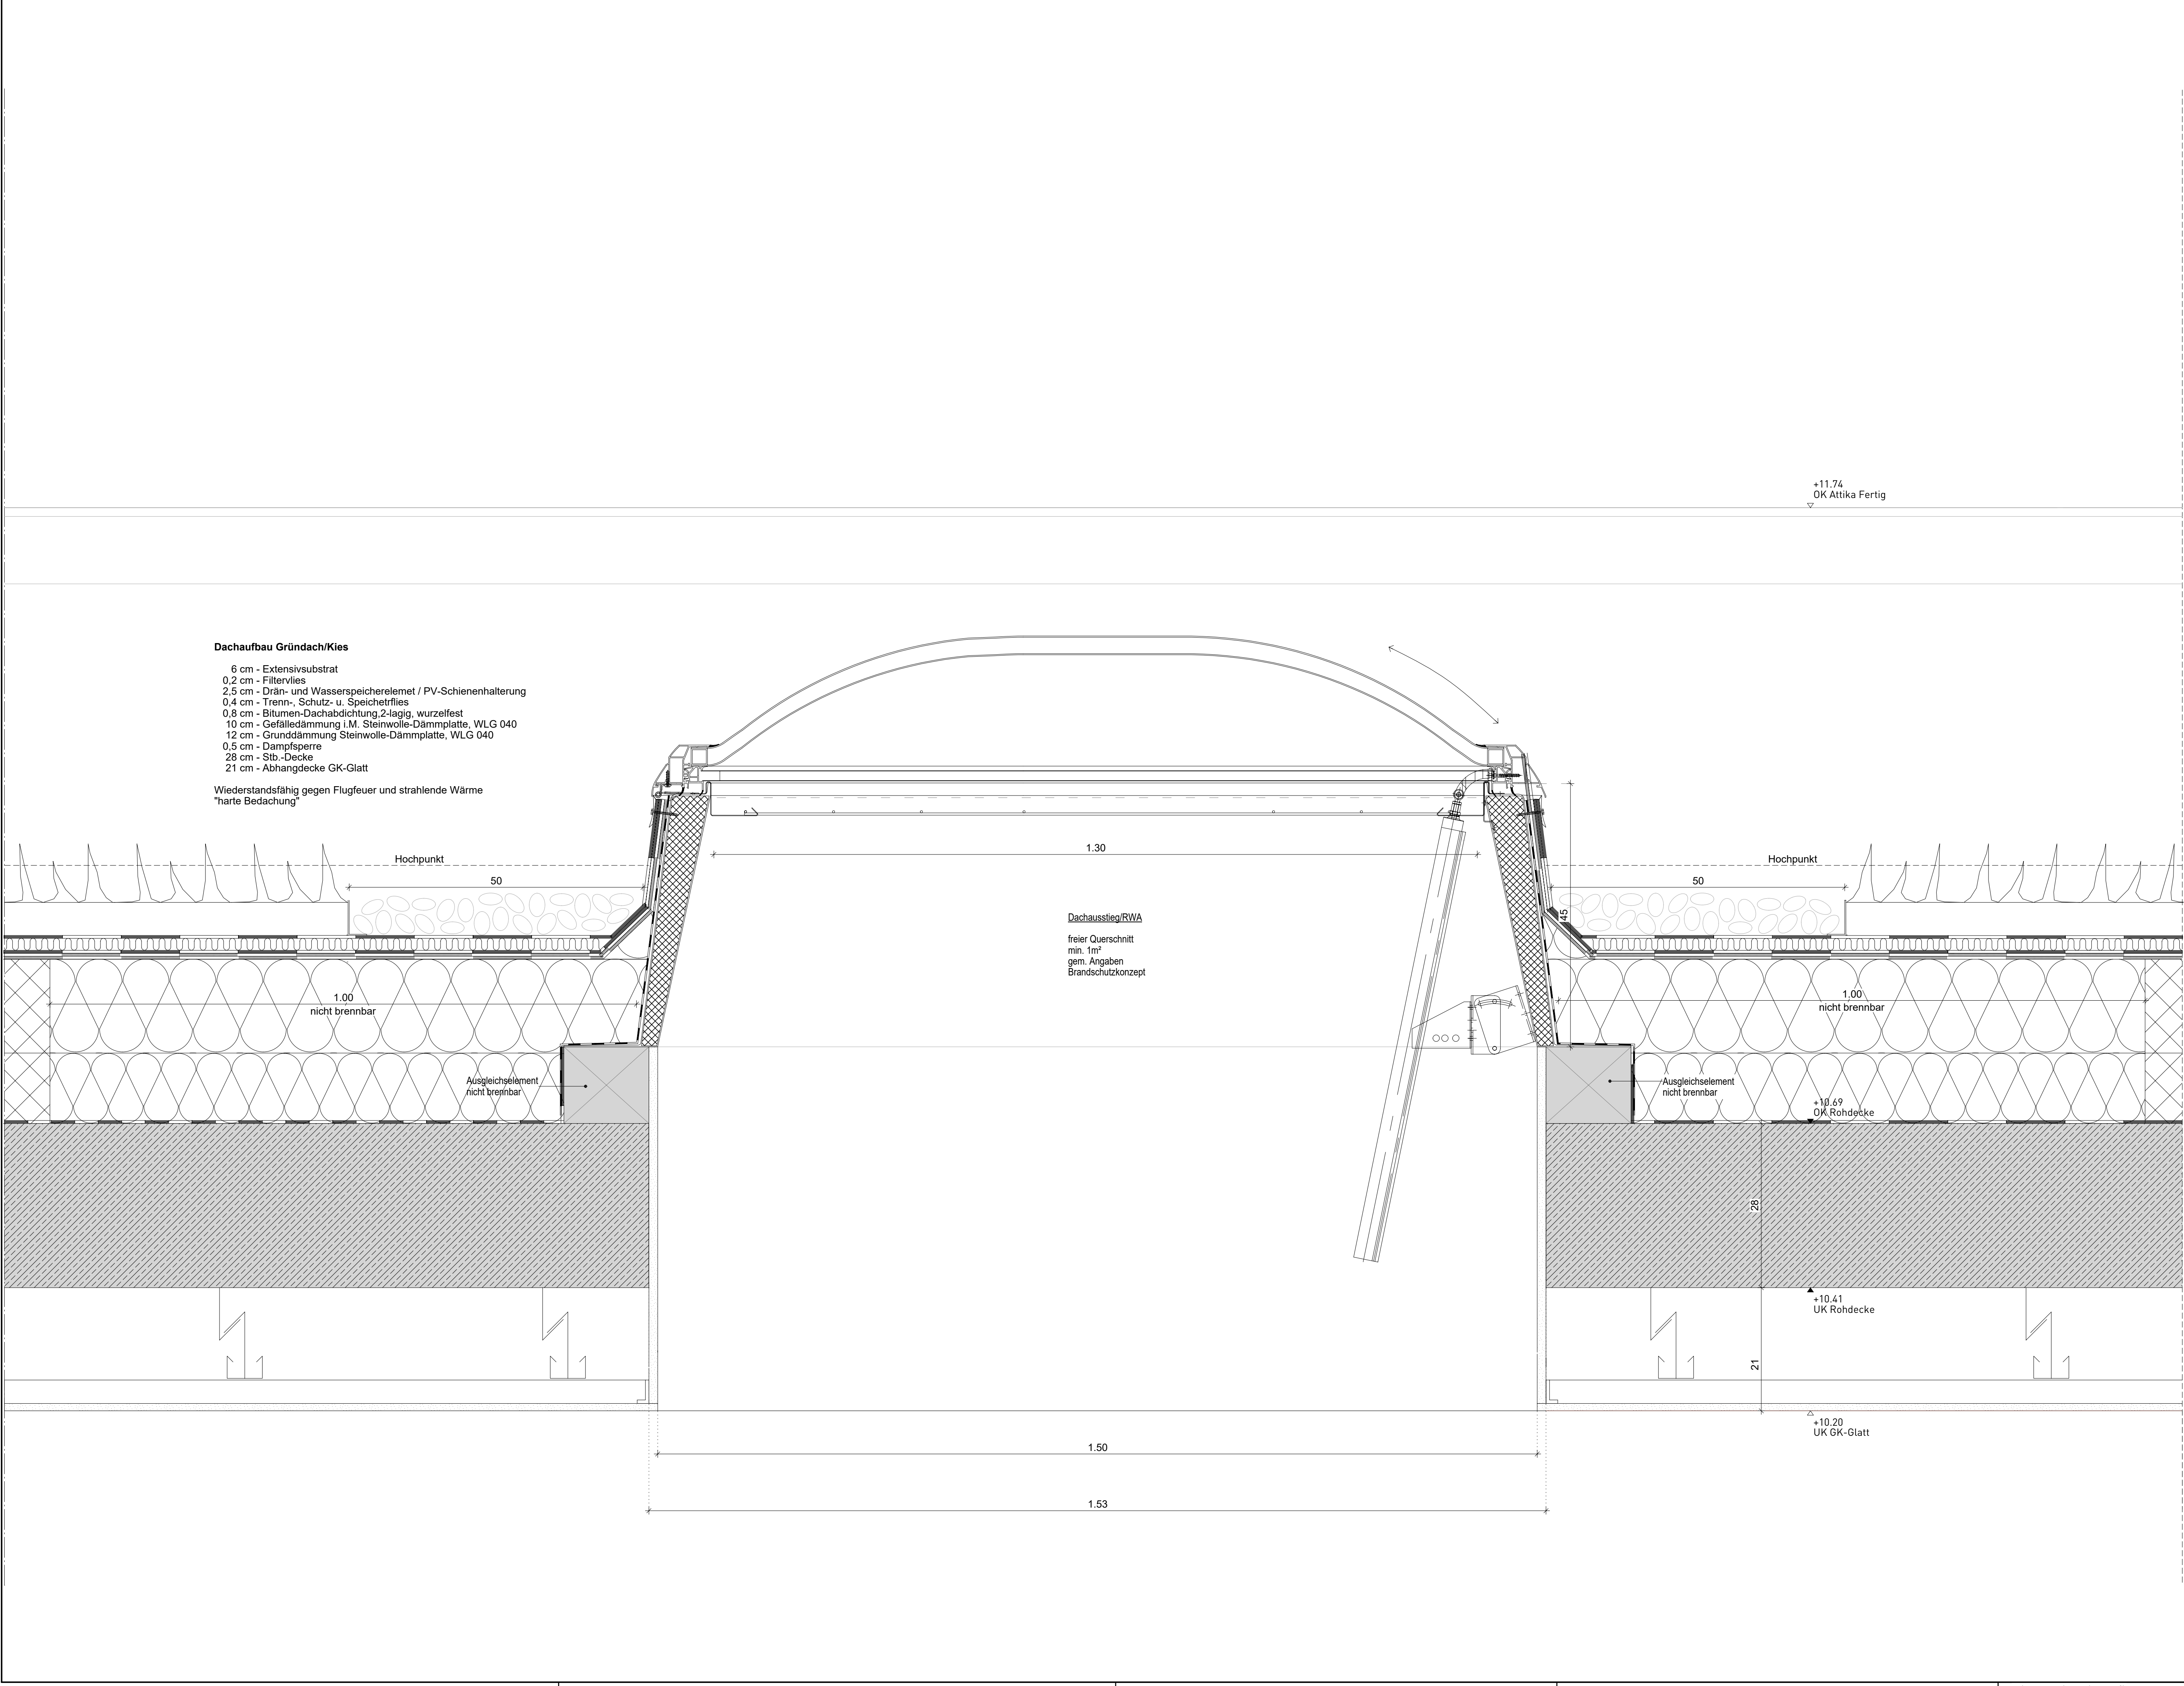 +11.74
OK Attika Fertig
Dachaufbau Gründach/Kies
6 cm - Extensivsubstrat
0,2 cm - Filtervlies
2,5 cm - Drän- und Wasserspeicherelemet / PV-Schienenhalterung
0,4 cm - Trenn-, Schutz- u. Speichetrflies
0,8 cm - Bitumen-Dachabdichtung,2-lagig, wurzelfest
10 cm - Gefälledämmung i.M. Steinwolle-Dämmplatte, WLG 040
12 cm - Grunddämmung Steinwolle-Dämmplatte, WLG 040
0,5 cm - Dampfsperre
28 cm - Stb.-Decke
21 cm - Abhangdecke GK-Glatt
Wiederstandsfähig gegen Flugfeuer und strahlende Wärme
"harte Bedachung"
1.30
Hochpunkt
Hochpunkt
50
50
45
Dachausstieg/RWA
freier Querschnitt
min. 1m²
gem. Angaben
Brandschutzkonzept
1.00
nicht brennbar
1.00
nicht brennbar
Ausgleichselement
nicht brennbar
Ausgleichselement
nicht brennbar
+10.69
OK Rohdecke
28
+10.41
UK Rohdecke
21
+10.20
UK GK-Glatt
1.50
1.53